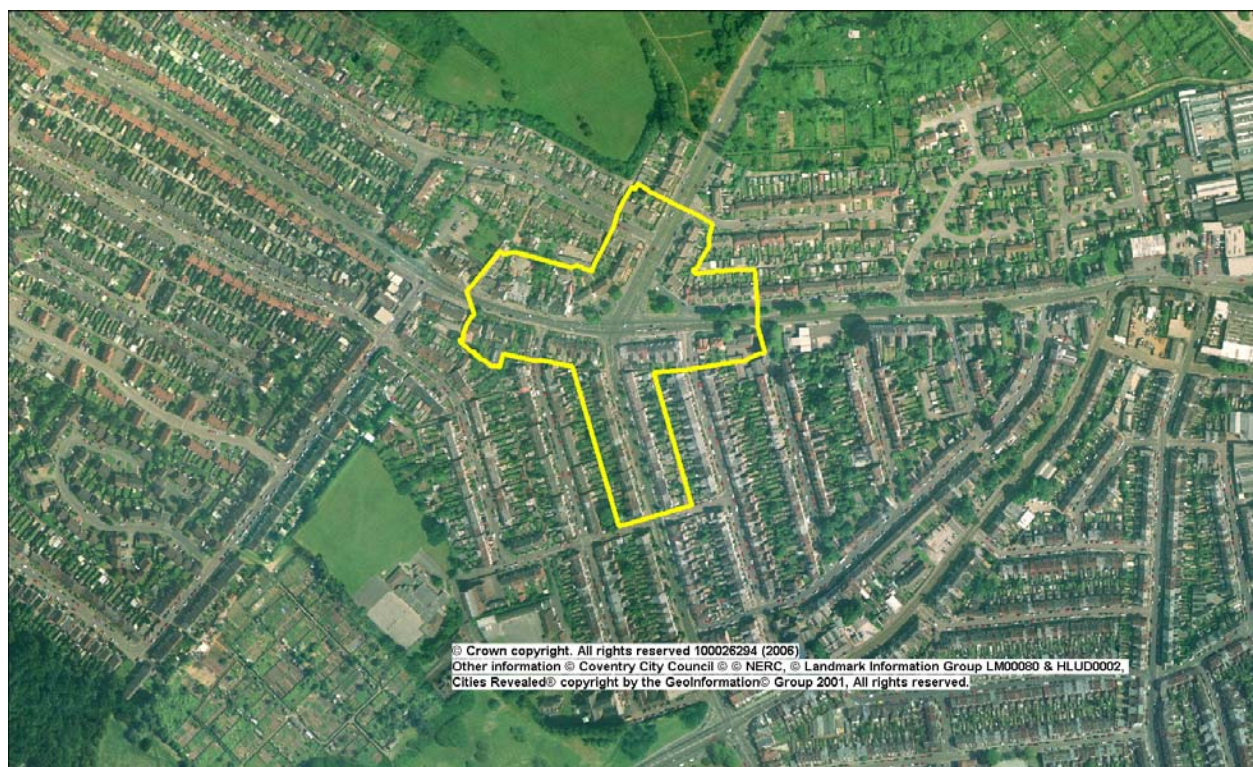 © Crown copyright. All rights reserved 100026294 (2006)
Other information © Coventry City Council © © NERC, © Landmark Information Group LM00080 & HLUD0002,
Cities Revealed® copyright by the GeoInformation© Group 2001, All rights reserved.